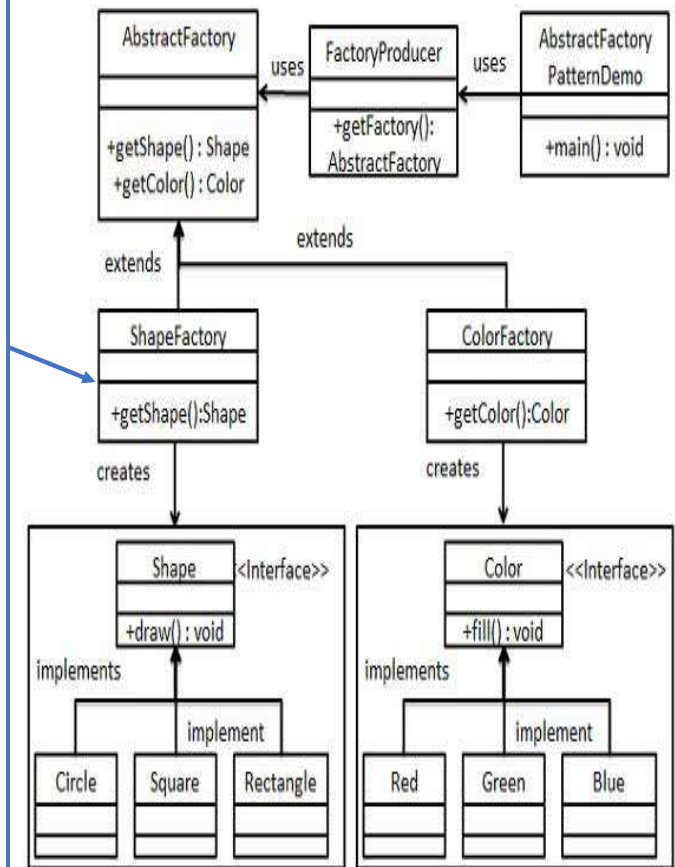 AbstractFactory
+getShape() : Shape
+getColor() : Color
uses
FactoryProducer
+getFactory():
AbstractFactory
uses
AbstractFactory
PatternDemo
+main() : void
extends
extends
ShapeFactory
+getShape():Shape
ColorFactory
+getColor():Color
creates
creates
Shape
<<Interface>>
+draw() : void
implements
implement
Circle
Square
Rectangle
Color
<<Interface>>
+fill() : void
implements
implement
Red
Green
Blue